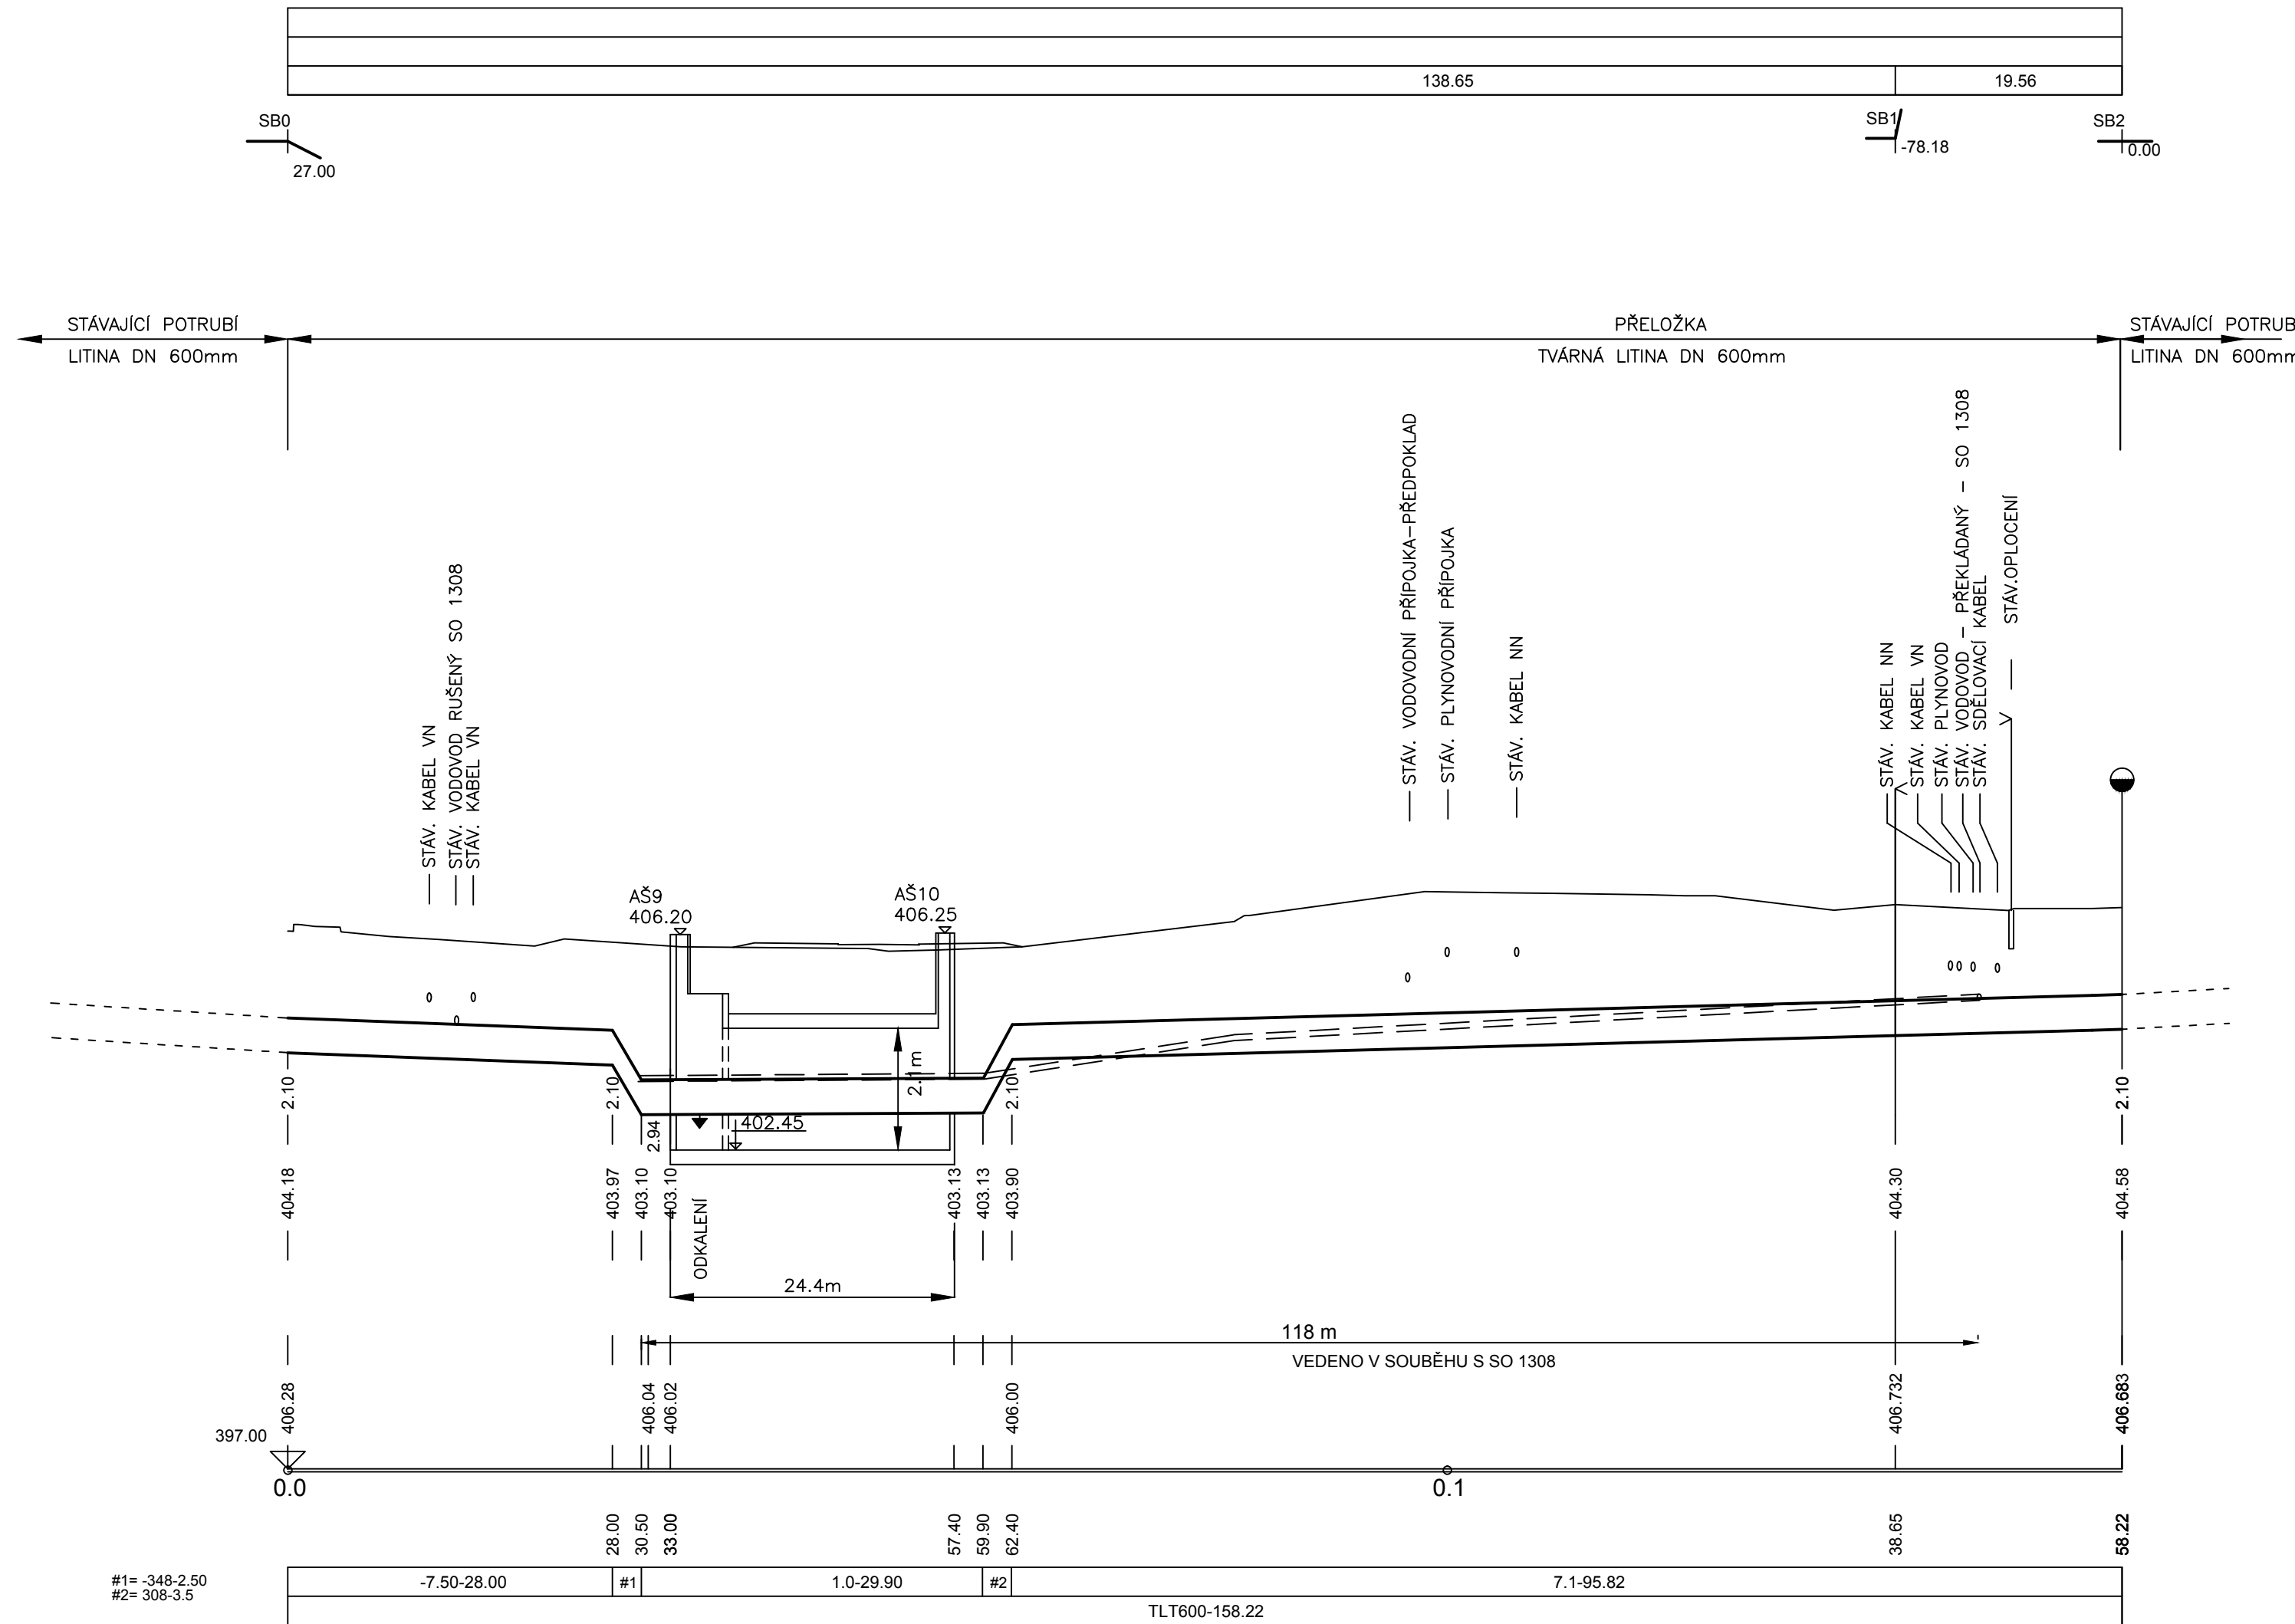 138.65
19.56
SB0
27.00
SB1
-78.18
SB2
0.00
STÁVAJÍCÍ POTRUBÍ
LITINA DN 600mm
PŘELOŽKA
TVÁRNÁ LITINA DN 600mm
STÁVAJÍCÍ POTRUB
LITINA DN 600mm
STÁV. KABEL VN
STÁV. VODOVOD RUŠENÝ SO 1308
STÁV. KABEL VN
STÁV. VODOVODNÍ PŘÍPOJKA-PŘEDPOKLAD
STÁV. PLYNOVODNÍ PŘÍPOJKA
STÁV. KABEL NN
STÁV. KABEL NN
STÁV. KABEL VN
STÁV. PLYNOVOD
STÁV. VODOVOD - PŘEKLÁDANÝ - SO 1308
STÁV. SDĚLOVACÍ KABEL
STÁV.OPLOCENÍ
AŠ9
406.20
AŠ10
406.25
2.1m
402.45
2.10
2.10
2.94
2.10
2.10
404.18
403.97
403.10
403.10
403.13
403.13
403.90
404.30
404.58
ODKALENÍ
24.4m
118 m
VEDENO V SOUBĚHU S SO 1308
406.28
406.04
406.02
406.00
406.732
397.00
0.0
0.1
28.00
30.50
33.00
57.40
59.90
62.40
38.65
58.22
#1= -348-2.50
#2= 308-3.5
-7.50-28.00
#1
1.0-29.90
#2
7.1-95.82
TLT600-158.22